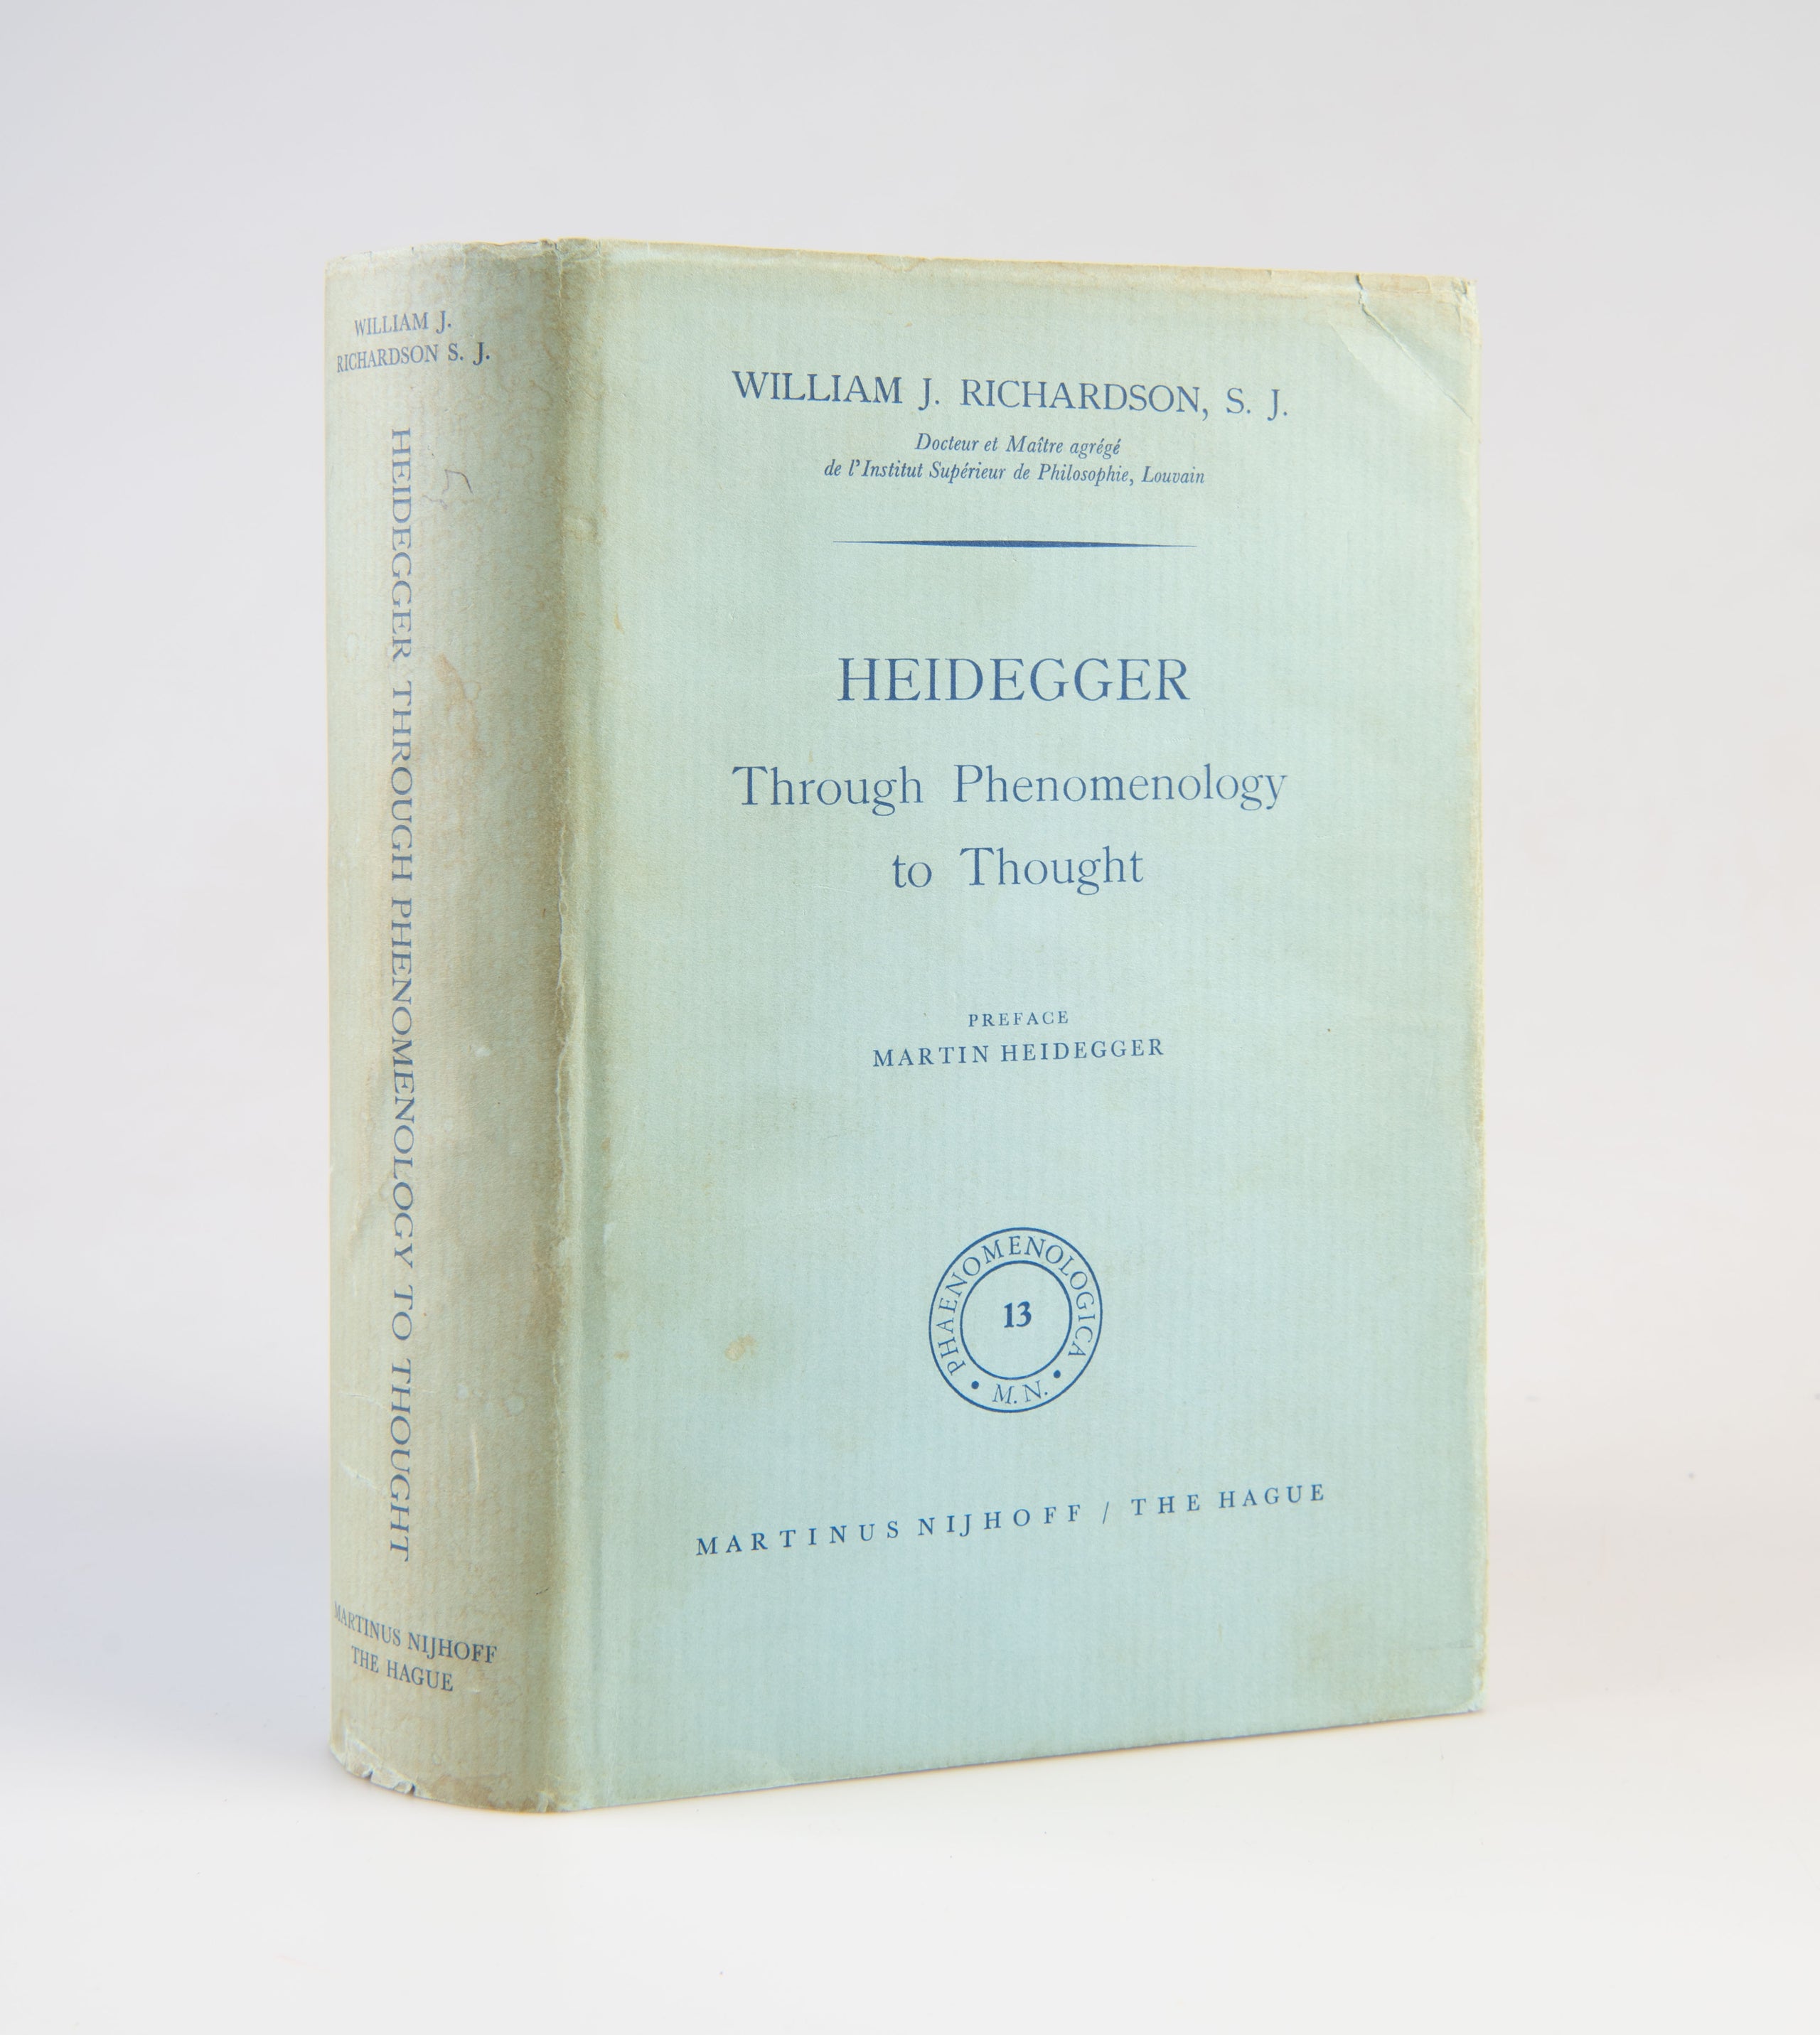 WILLIAM J.
RICHARDSON S. J.
HEIDEGGER THROUGH PHENOMENOLOGY TO THOUGHT
MARTINUS NIJHOFF
THE HAGUE
WILLIAM J. RICHARDSON, S. J.
Docteur et Maître agrégé
de l'Institut Supérieur de Philosophie, Louvain
HEIDEGGER
Through Phenomenology
to Thought
PREFACE
MARTIN HEIDEGGER
PHAENOMENOLOGICA
13
• M. N. •
MARTINUS NIJHOFF / THE HAGUE